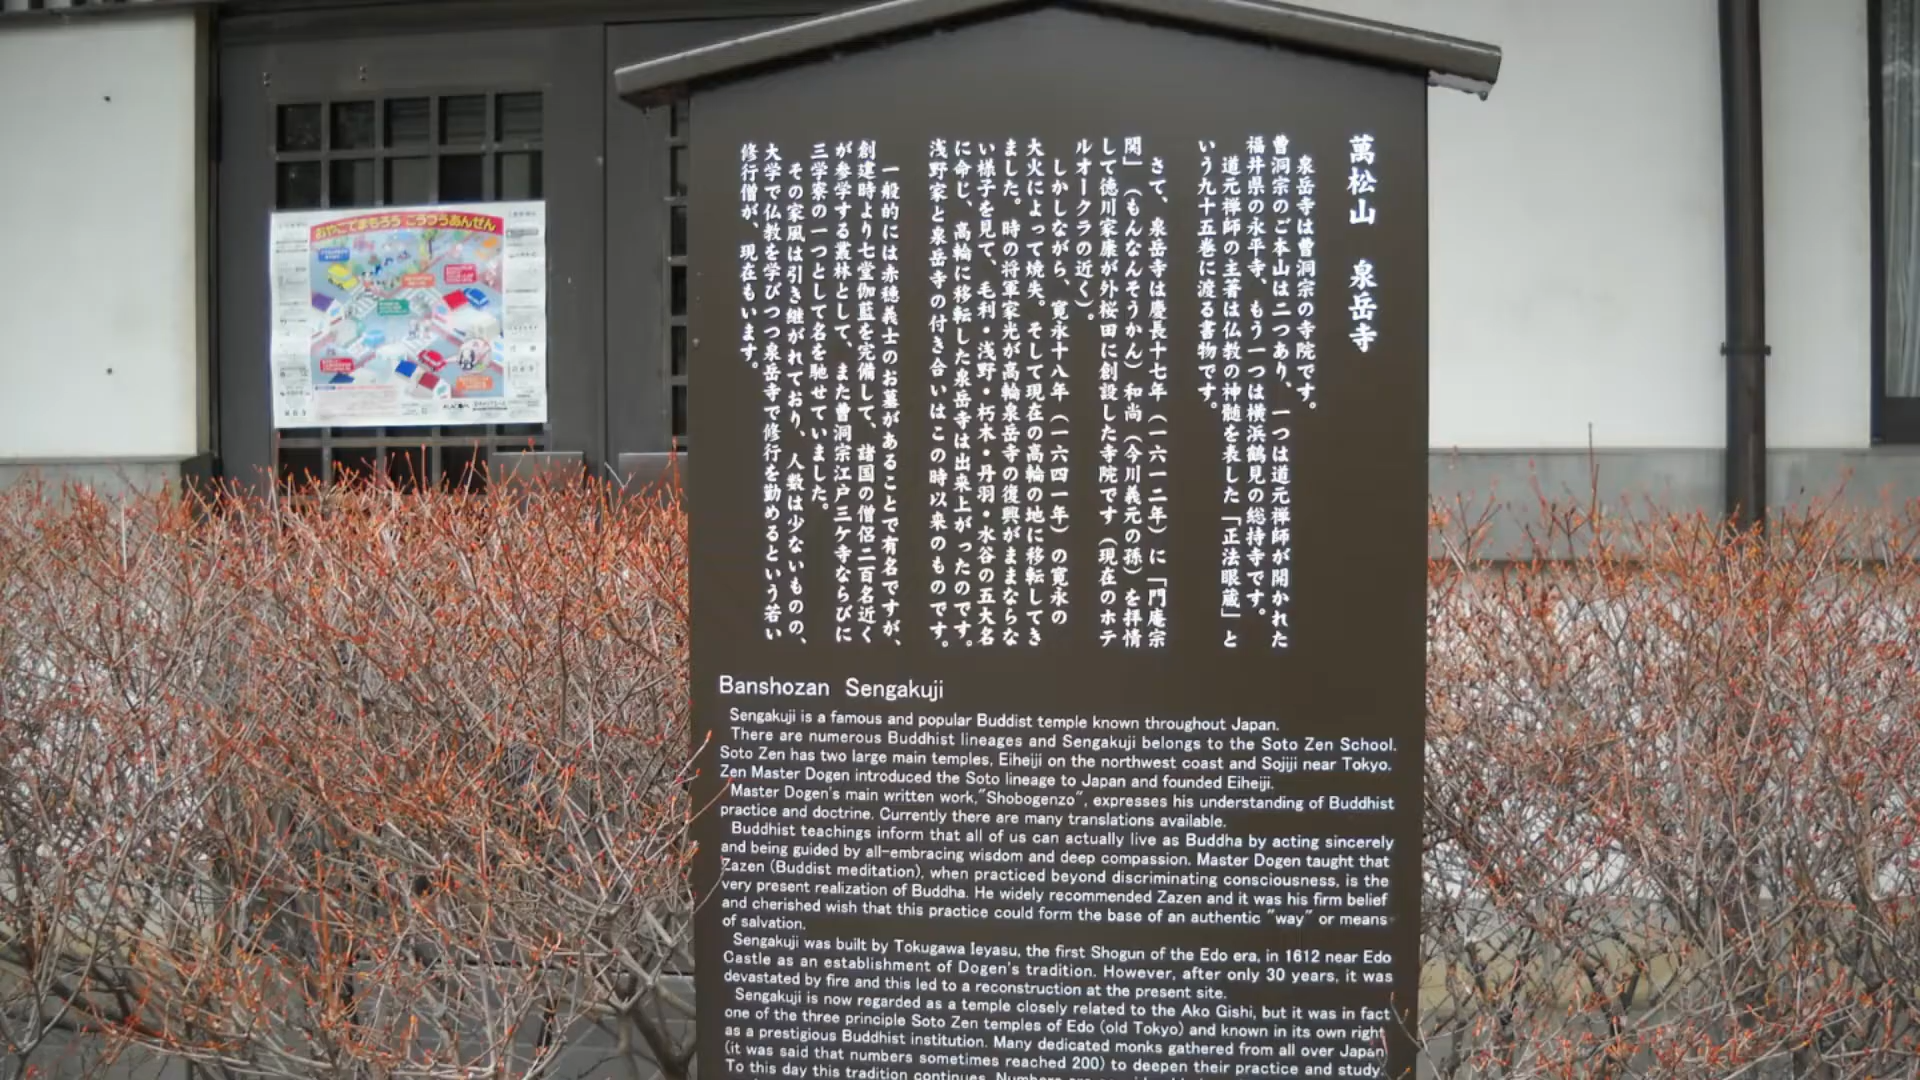 萬松山 泉岳寺
泉岳寺は曹洞宗の寺院です。
曹洞宗のご本山は二つあり、一つは道元禅師が開かれた
福井県の永平寺、もう一つは横浜鶴見の総持寺です。
道元禅師の主著は仏教の神髄を表した「正法眼蔵」と
いう九十五巻に渡る書物です。
さて、泉岳寺は慶長十七年(一六一二年)に「門庵宗
関」(もんなんそうかん)和尚(今川義元の孫)を拝情
して徳川家康が外桜田に創設した寺院です(現在のホテ
ルオークラの近く)。
しかしながら、寛永十八年(一六四一年)の寛永の
大火によって焼失。そして現在の高輪の地に移転してき
ました。時の将軍家光が高輪泉岳寺の復興がままならな
い様子を見て、毛利・浅野・朽木・丹羽・水谷の五大名
に命じ、高輪に移転した泉岳寺は出来上がったのです。
浅野家と泉岳寺の付き合いはこの時以来のものです。
一般的には赤穂義士のお墓があることで有名ですが、
創建時より七堂伽藍を完備して、諸国の僧侶二百名近く
が参学する叢林として、また曹洞宗江戸三ケ寺ならびに
三学寮の一つとして名を馳せていました。
その家風は引き継がれており、人数は少ないものの、
大学で仏教を学びつつ泉岳寺で修行を勤めるという若い
修行僧が、現在もいます。
Banshozan Sengakuji
Sengakuji is a famous and popular Buddist temple known throughout Japan.
There are numerous Buddhist lineages and Sengakuji belongs to the Soto Zen School.
Soto Zen has two large main temples, Eiheiji on the northwest coast and Sojiji near Tokyo.
Zen Master Dogen introduced the Soto lineage to Japan and founded Eiheiji.
Master Dogen's main written work,"Shobogenzo", expresses his understanding of Buddhist
practice and doctrine. Currently there are many translations available.
Buddhist teachings inform that all of us can actually live as Buddha by acting sincerely
and being guided by all-embracing wisdom and deep compassion. Master Dogen taught that
Zazen (Buddist meditation), when practiced beyond discriminating consciousness, is the
very present realization of Buddha. He widely recommended Zazen and it was his firm belief
and cherished wish that this practice could form the base of an authentic "way" or means
of salvation.
Sengakuji was built by Tokugawa Ieyasu, the first Shogun of the Edo era, in 1612 near Edo
Castle as an establishment of Dogen's tradition. However, after only 30 years, it was
devastated by fire and this led to a reconstruction at the present site.
Sengakuji is now regarded as a temple closely related to the Ako Gishi, but it was in fact
one of the three principle Soto Zen temples of Edo (old Tokyo) and known in its own right
as a prestigious Buddhist institution. Many dedicated monks gathered from all over Japan
(it was said that numbers sometimes reached 200) to deepen their practice and study.
To this day this tradition continues. Numbers are
おやこでまもろう こうつうあんぜん